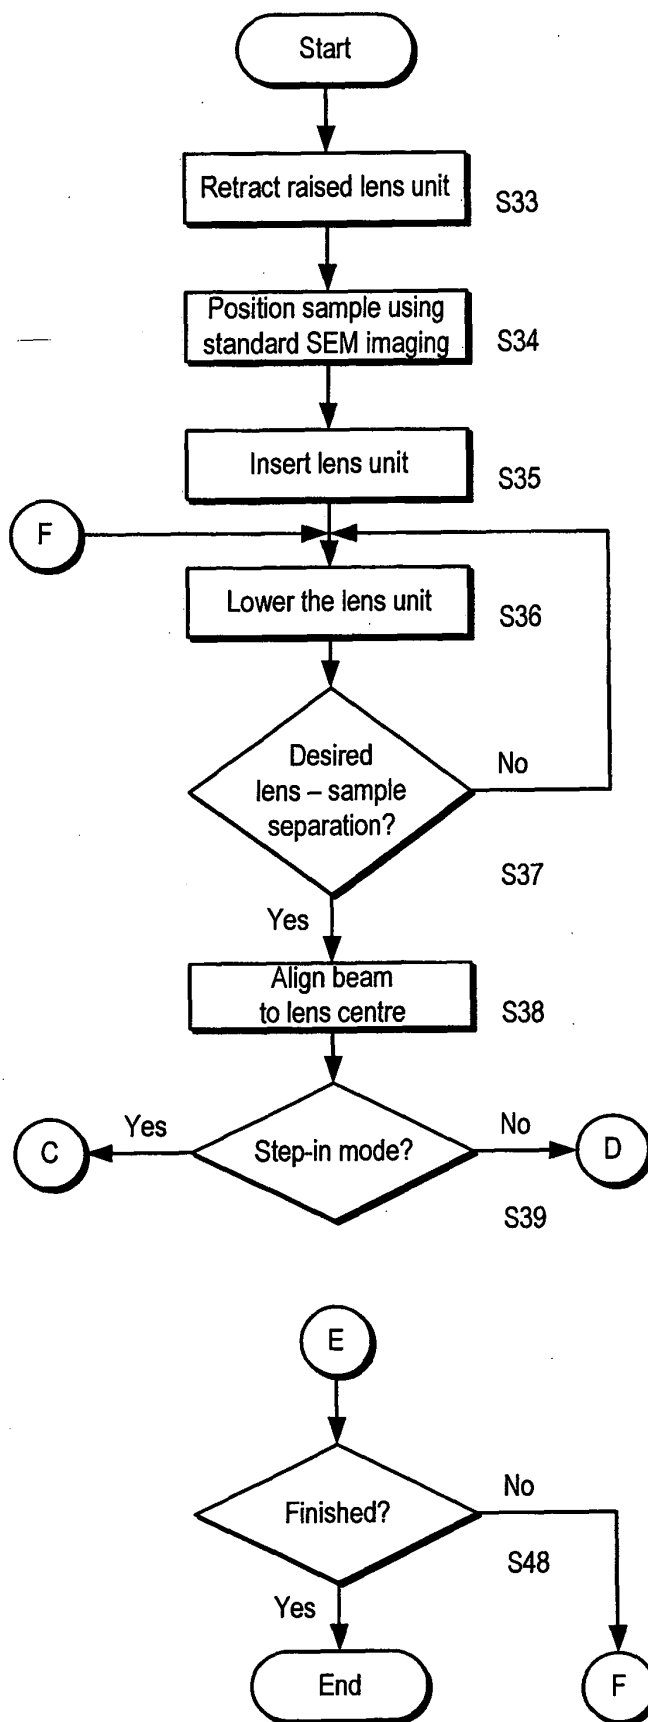 Start
Retract raised lens unit
S33
Position sample using
standard SEM imaging
S34
Insert lens unit
S35
F
Lower the lens unit
S36
Desired
lens – sample
separation?
No
S37
Yes
Align beam
to lens centre
S38
Yes
No
C
Step-in mode?
D
S39
E
Finished?
No
S48
Yes
End
F